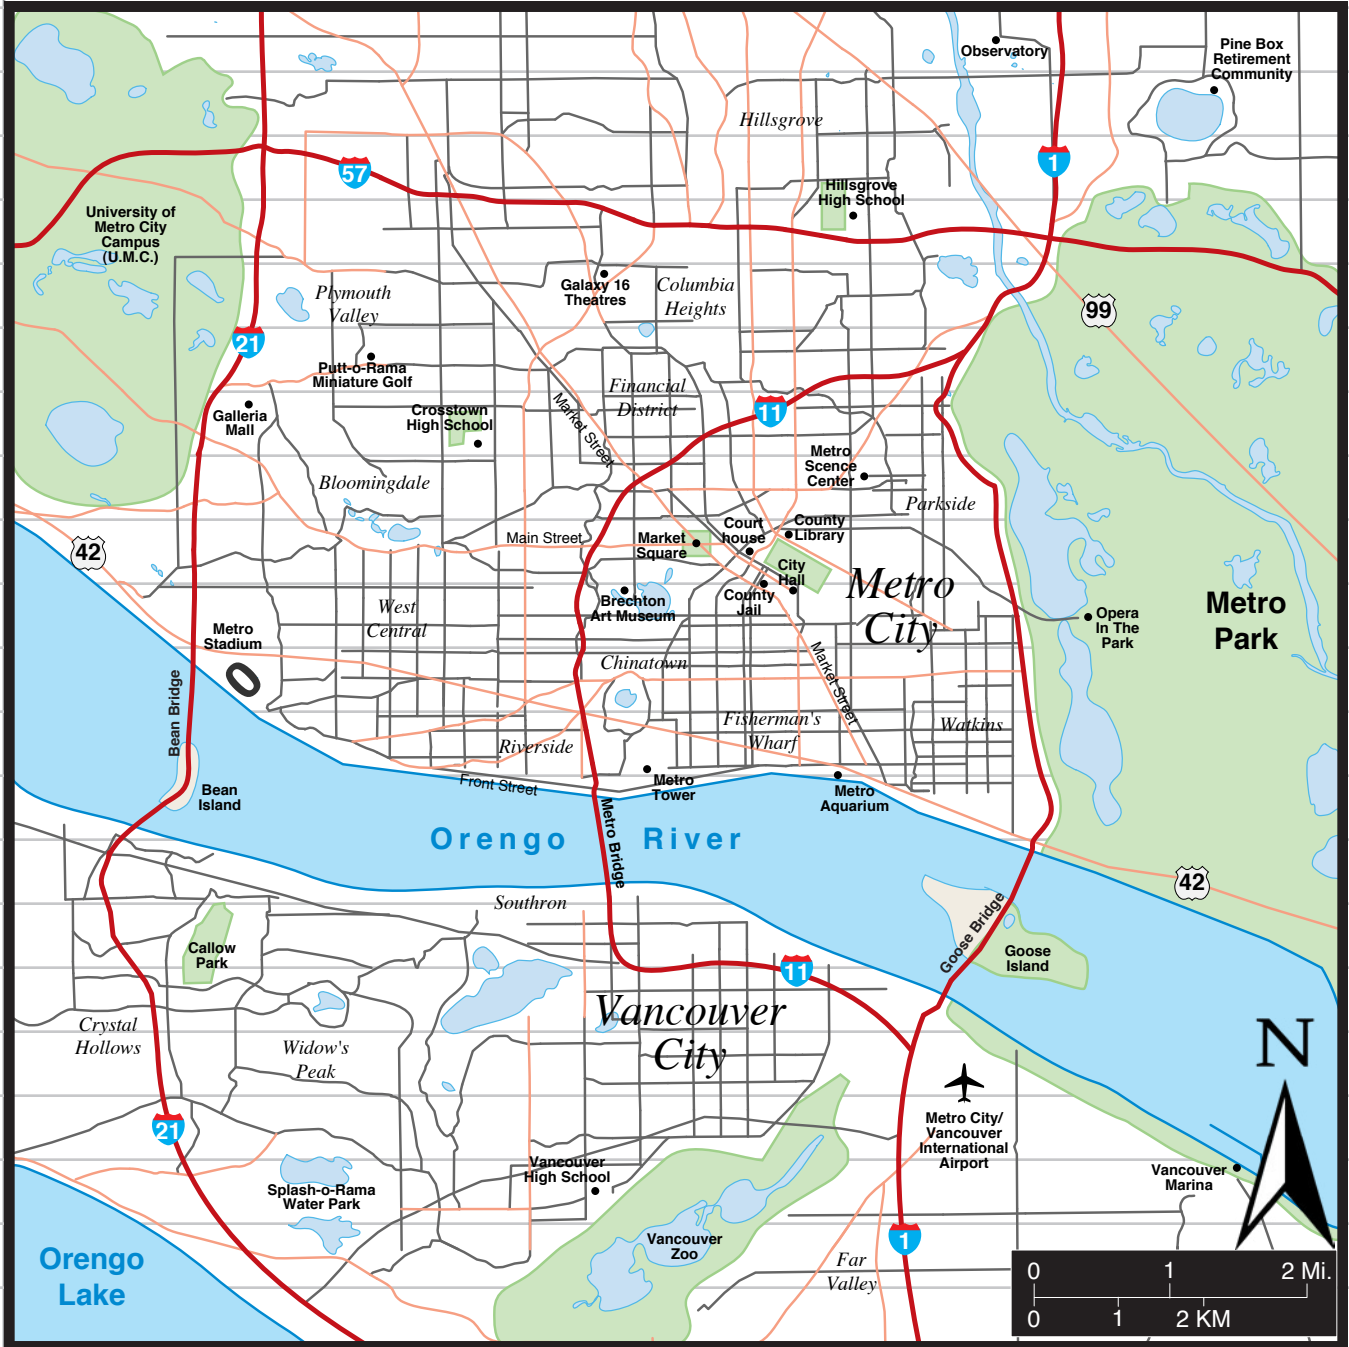 Observatory
Pine Box
Retirement
Community
Hillsgrove
57
1
Hillsgrove
High School
University of
Metro City
Campus
(U.M.C.)
Galaxy 16
Theatres
Columbia
Heights
Plymouth
Valley
99
21
Putt-o-Rama
Miniature Golf
Financial
District
11
Galleria
Mall
Crosstown
High School
Market Street
Metro
Scence
Center
Bloomingdale
Parkside
42
Main Street
Market
Square
Court
house
County
Library
City
Hall
County
Jail
Metro
City
Brechton
Art Museum
West
Central
Metro
Park
Opera
In The
Park
Metro
Stadium
Chinatown
Market Street
Bean Bridge
Fisherman's
Wharf
Watkins
Riverside
Front Street
Metro
Tower
Metro
Aquarium
Bean
Island
Metro Bridge
Orengo River
42
Southron
Goose Bridge
Goose
Island
Callow
Park
11
Vancouver
City
Crystal
Hollows
Widow's
Peak
N
21
Metro City/
Vancouver
International
Airport
Vancouver
High School
Vancouver
Marina
Splash-o-Rama
Water Park
Vancouver
Zoo
1
Far
Valley
Orengo
Lake
0 1 2 Mi.
0 1 2 KM